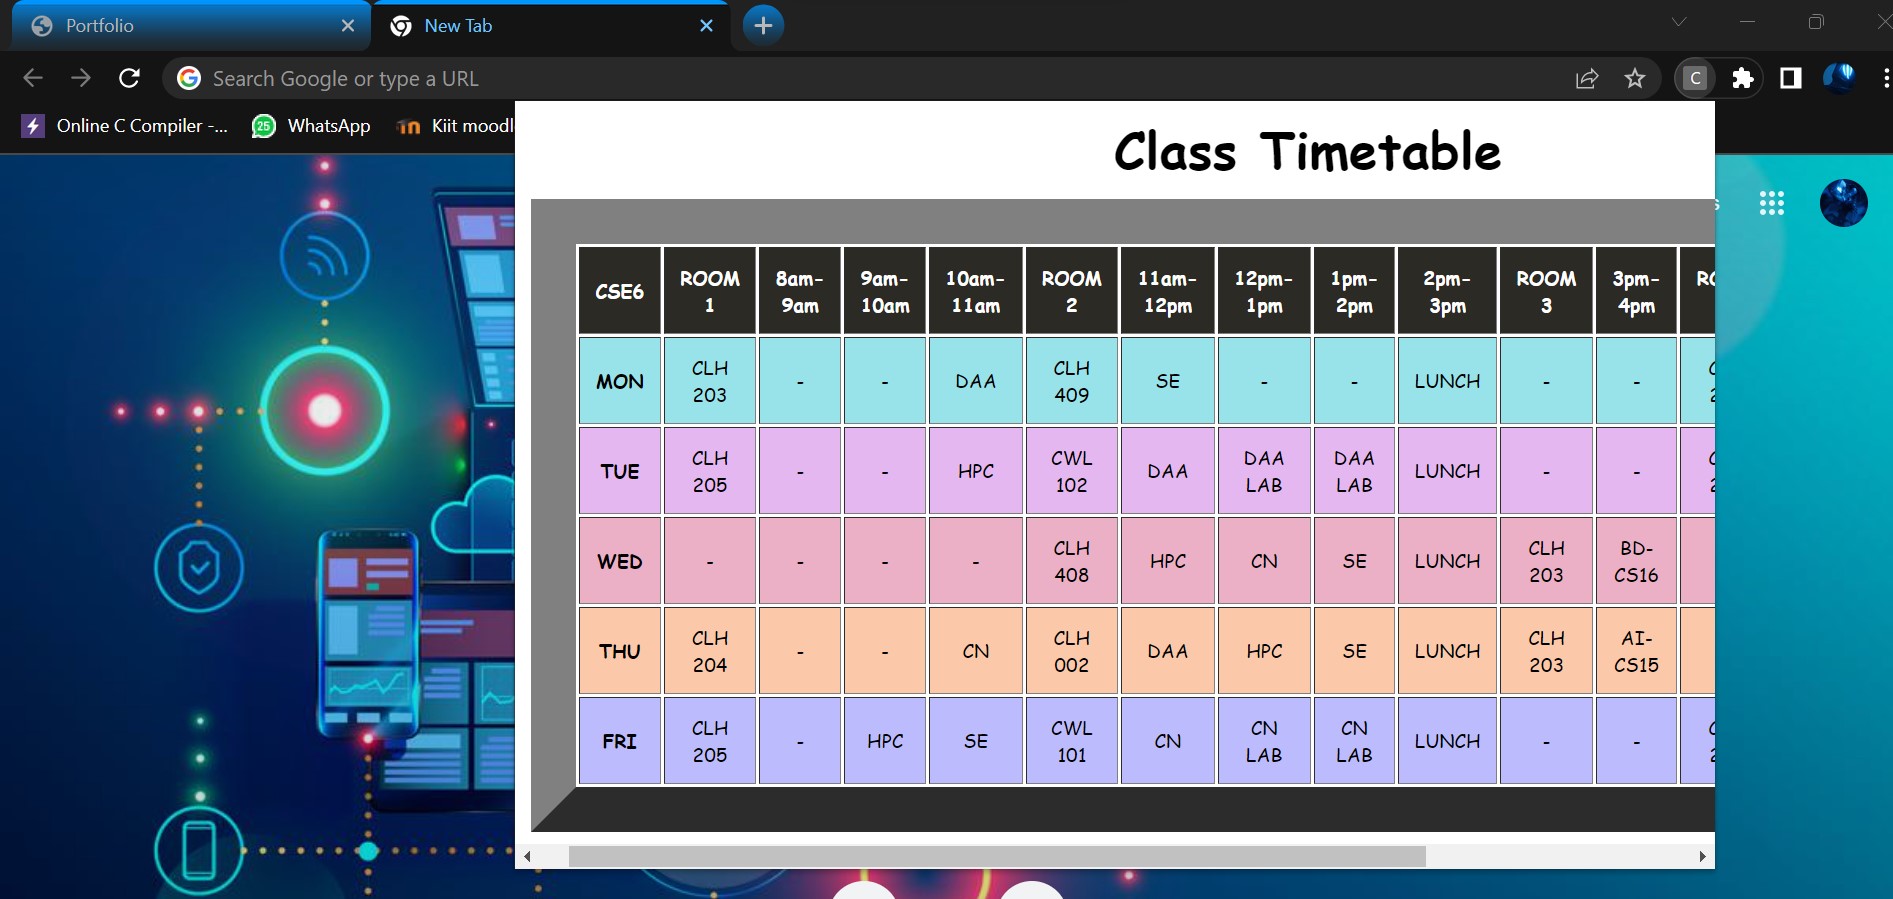 Portfolio
New Tab
Search Google or type a URL
C
Online C Compiler -...
25
WhatsApp
Kiit moodl
Class Timetable
CSE6 ROOM 1 8am-9am 9am-10am 10am-11am ROOM 2 11am-12pm 12pm-1pm 1pm-2pm 2pm-3pm ROOM 3 3pm-4pm
MON CLH 203 - - DAA CLH 409 SE - - LUNCH - -
TUE CLH 205 - - HPC CWL 102 DAA DAA LAB DAA LAB LUNCH - -
WED - - - - CLH 408 HPC CN SE LUNCH CLH 203 BD-CS16
THU CLH 204 - - CN CLH 002 DAA HPC SE LUNCH CLH 203 AI-CS15
FRI CLH 205 - HPC SE CWL 101 CN CN LAB CN LAB LUNCH - -